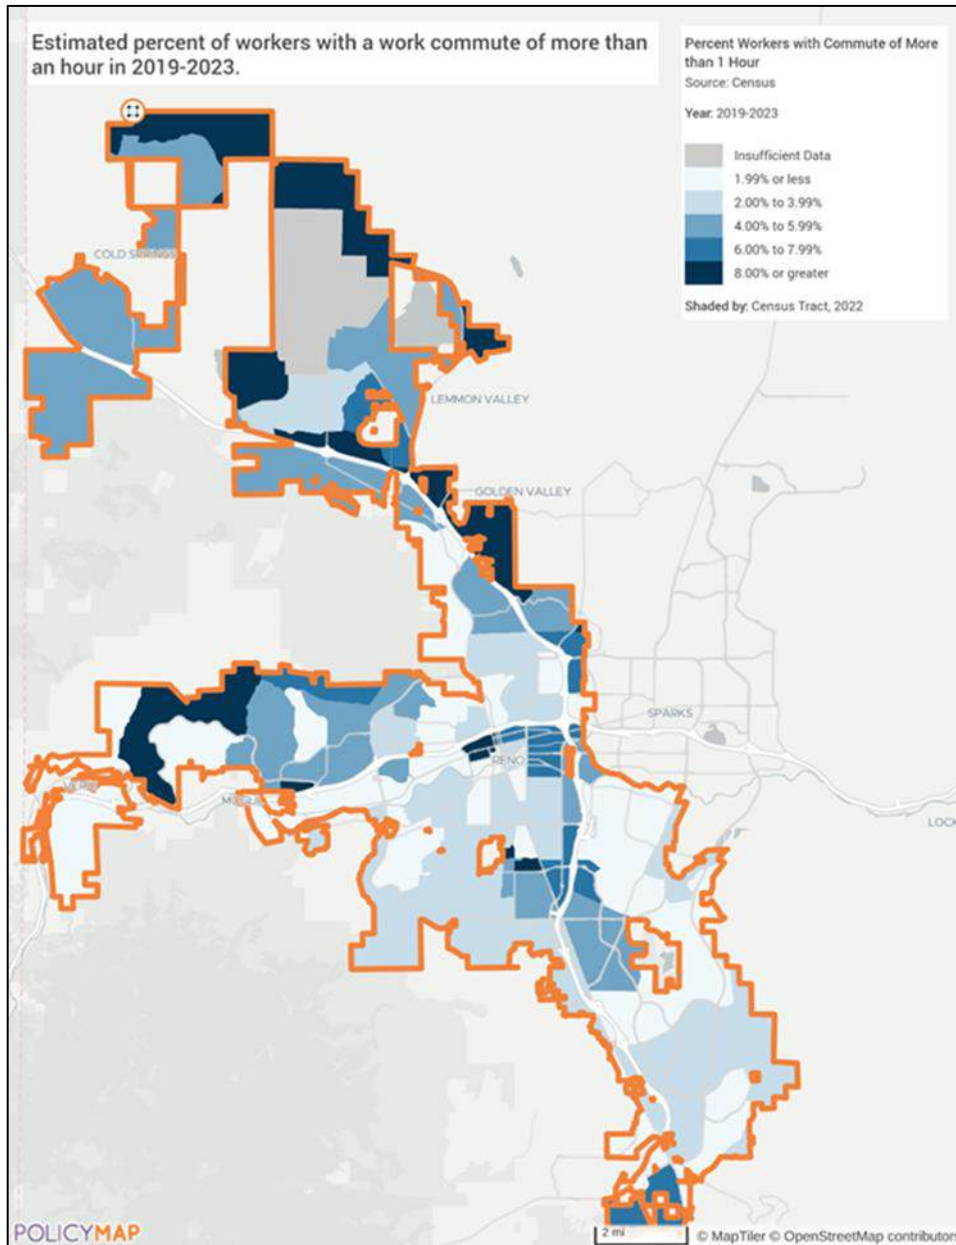 Estimated percent of workers with a work commute of more than
an hour in 2019-2023.
Percent Workers with Commute of More
than 1 Hour
Source: Census
Year: 2019-2023
Insufficient Data
1.99% or less
2.00% to 3.99%
4.00% to 5.99%
6.00% to 7.99%
8.00% or greater
Shaded by: Census Tract, 2022
COLD SPRINGS
LEMMON VALLEY
GOLDEN VALLEY
SPARKS
RENO
LOCK
POLICYMAP
2 mi
© MapTiler © OpenStreetMap contributors